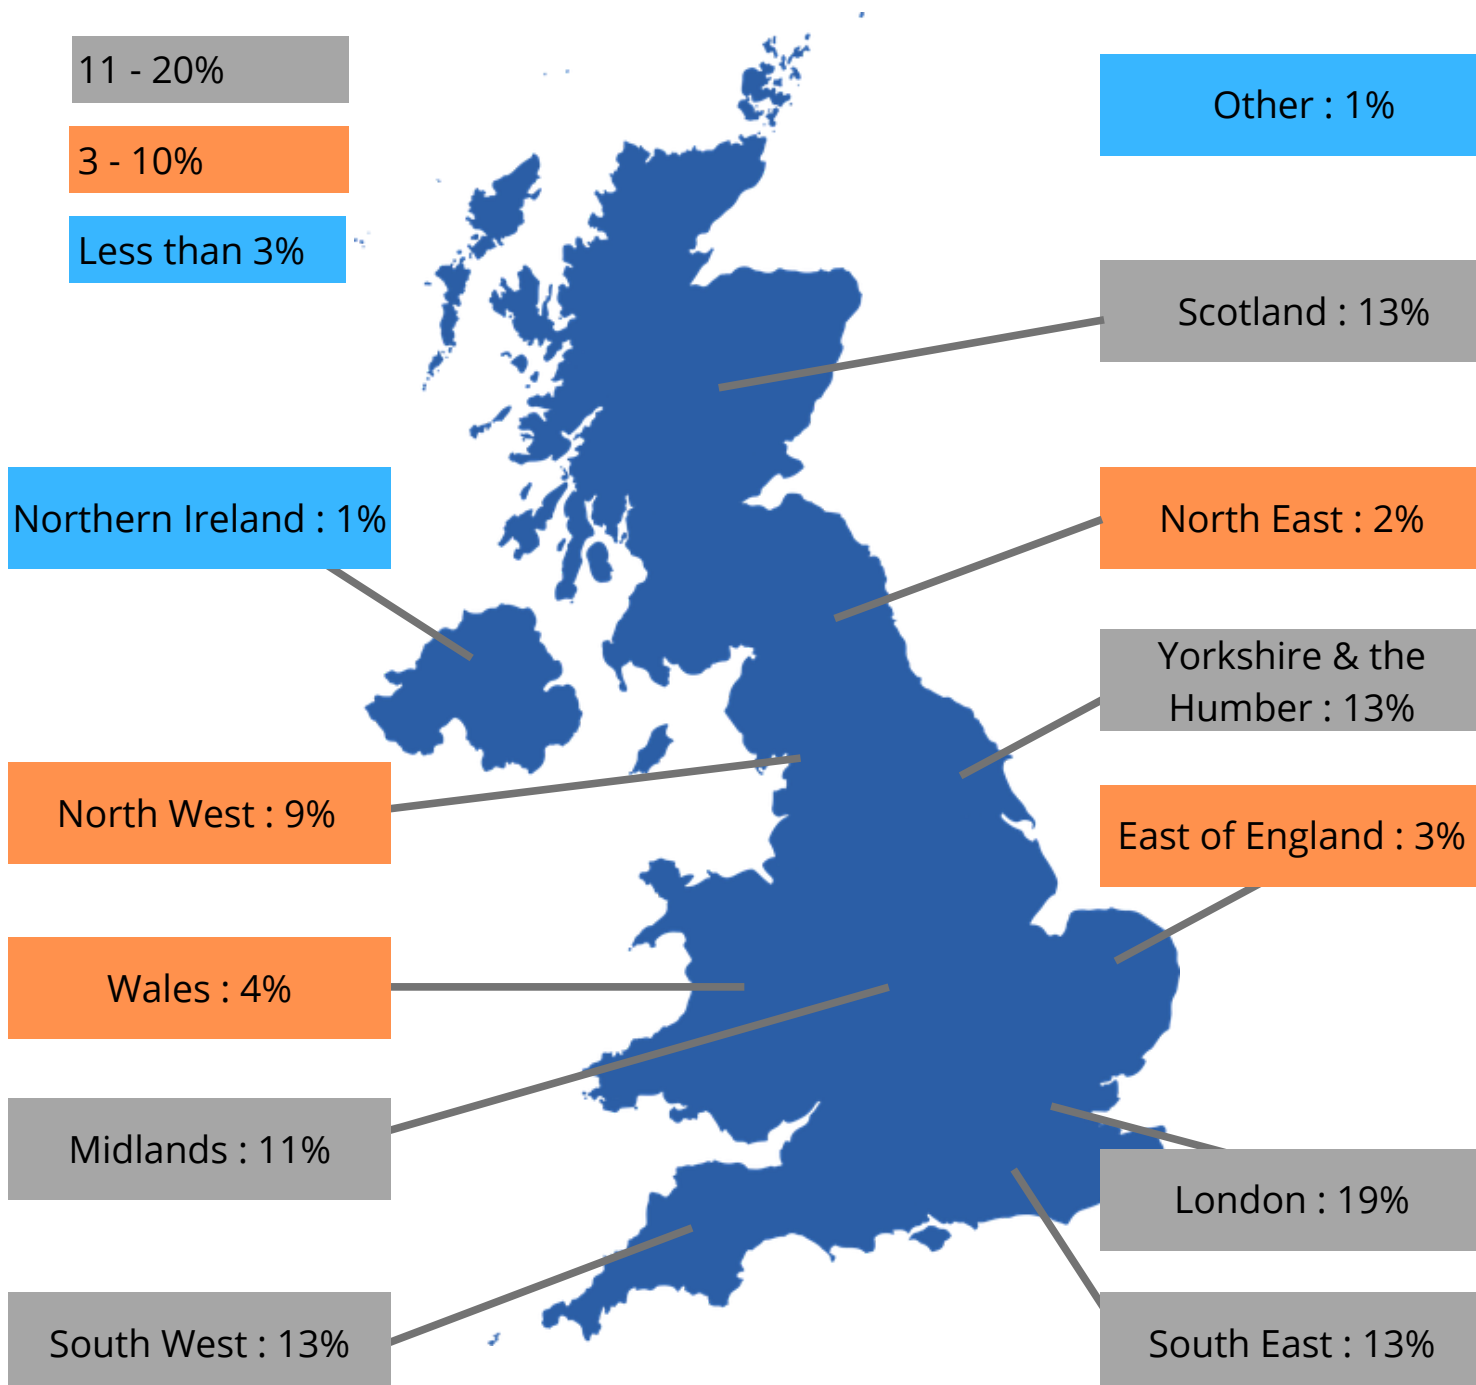 11 - 20%
3 - 10%
Less than 3%
Other : 1%
Scotland : 13%
Northern Ireland : 1%
North East : 2%
Yorkshire & the
Humber : 13%
North West : 9%
East of England : 3%
Wales : 4%
Midlands : 11%
London : 19%
South West : 13%
South East : 13%